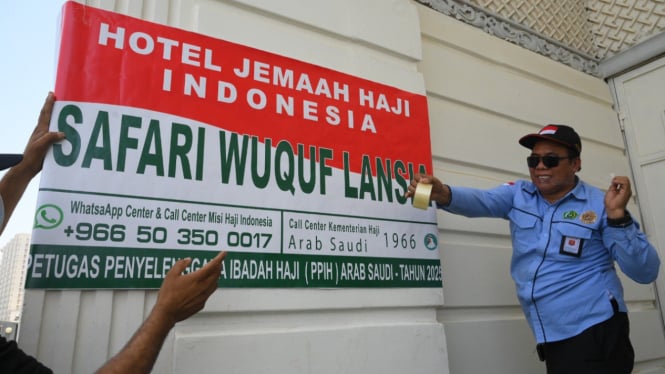 HOTEL JEMAAH HAJI
INDONESIA
SAFARI WUQUF LANSIA
WhatsApp Center & Call Center Misi Haji Indonesia
+966 50 350 0017
Call Center Kementerian Haji
Arab Saudi 1966
PETUGAS PENYELENGGARA IBADAH HAJI ( PPIH ) ARAB SAUDI - TAHUN 2025